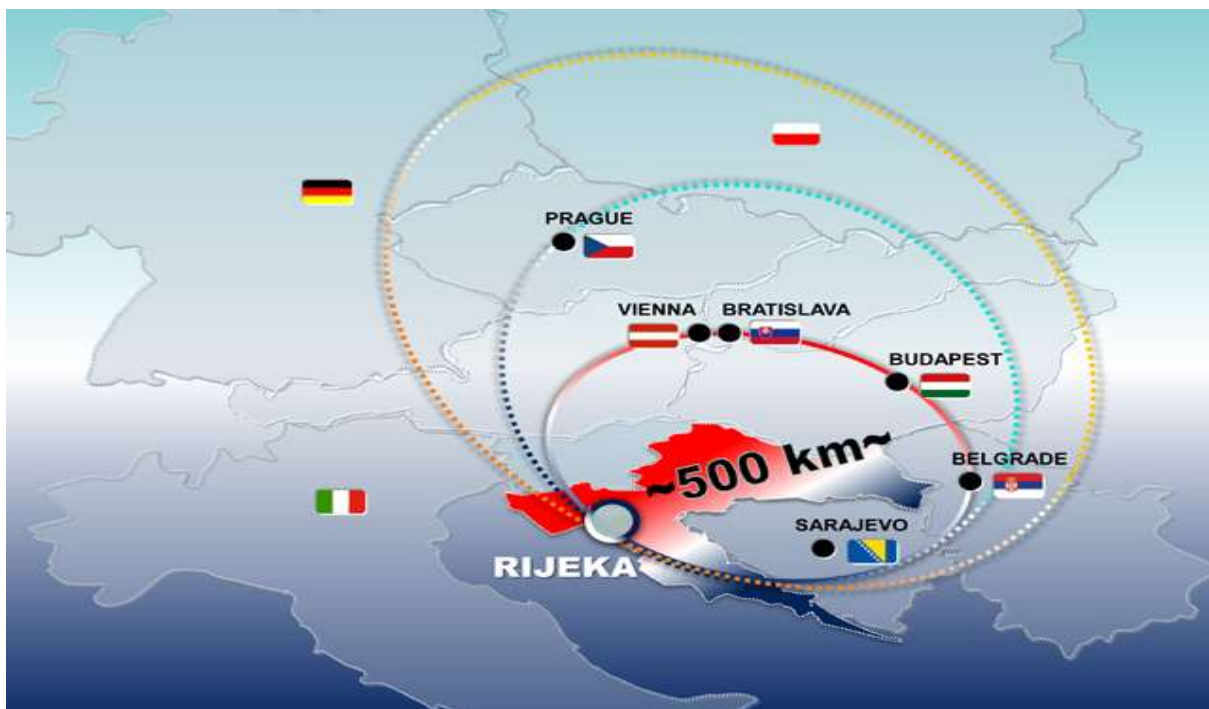 PRAGUE
VIENNA
BRATISLAVA
BUDAPEST
~500 km~
BELGRADE
SARAJEVO
RIJEKA